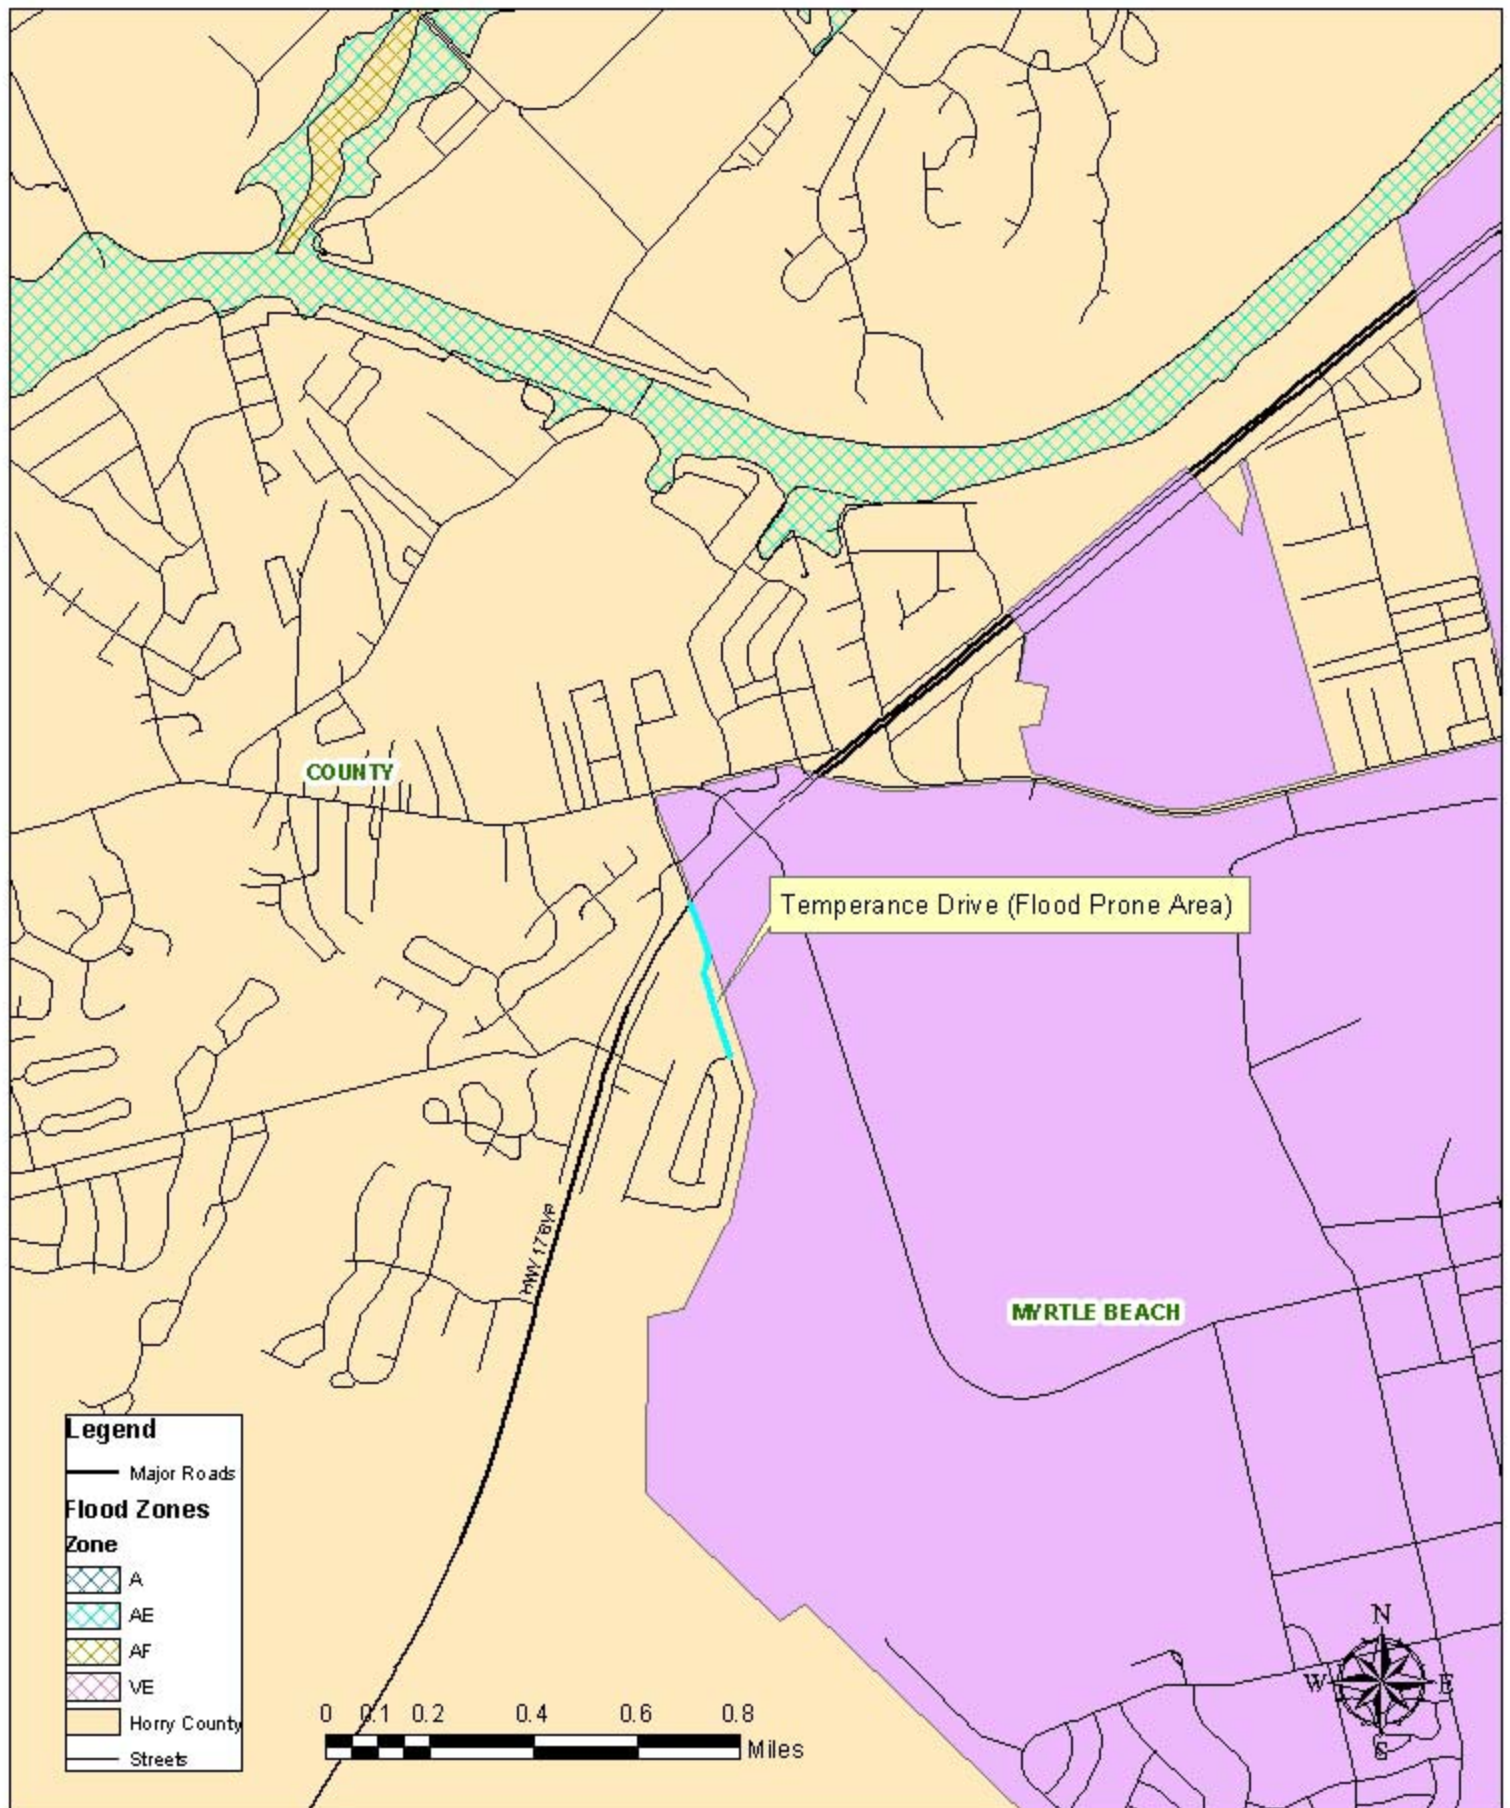 COUNTY
Temperance Drive (Flood Prone Area)
HWY 17 BYP
MYRTLE BEACH
Legend
Major Roads
Flood Zones
Zone
A
AE
AF
VE
Horry County
Streets
0 0.1 0.2 0.4 0.6 0.8
Miles
N
W E
S